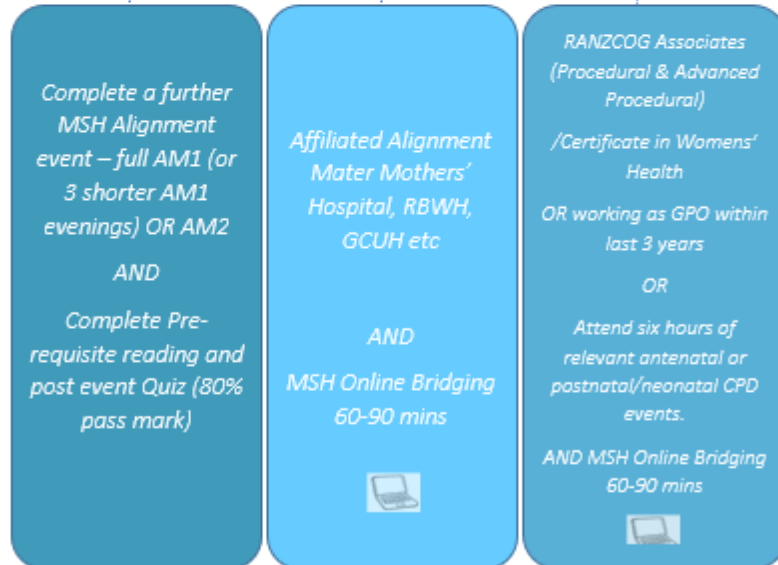 Complete a further
MSH Alignment
event – full AM1 (or
3 shorter AM1
evenings) OR AM2
AND
Complete Pre-
requisite reading and
post event Quiz (80%
pass mark)
Affiliated Alignment
Mater Mothers'
Hospital, RBWH,
GCUH etc
AND
MSH Online Bridging
60-90 mins
RANZCOG Associates
(Procedural & Advanced
Procedural)
/Certificate in Womens'
Health
OR working as GPO within
last 3 years
OR
Attend six hours of
relevant antenatal or
postnatal/neonatal CPD
events.
AND MSH Online Bridging
60-90 mins